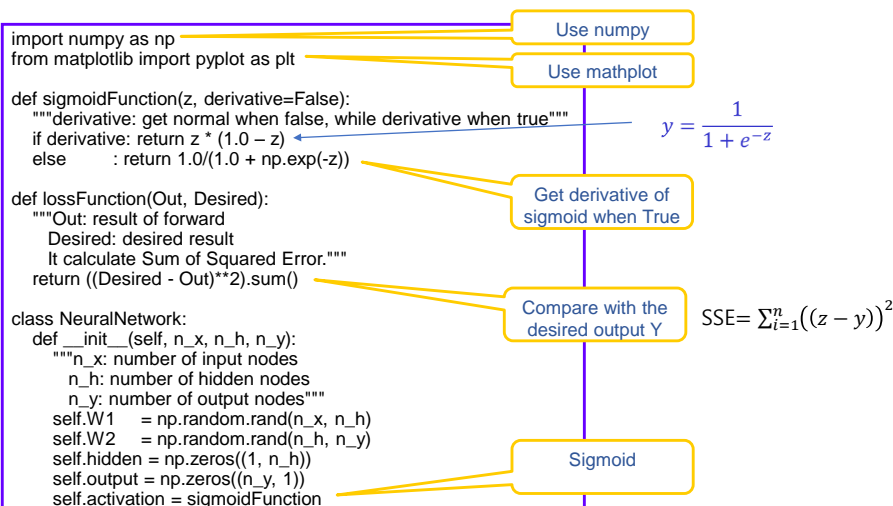 import numpy as np
from matplotlib import pyplot as plt
def sigmoidFunction(z, derivative=False):
"""derivative: get normal when false, while derivative when true"""
if derivative: return z * (1.0 – z)
else : return 1.0/(1.0 + np.exp(-z))
def lossFunction(Out, Desired):
"""Out: result of forward
Desired: desired result
It calculate Sum of Squared Error."""
return ((Desired - Out)**2).sum()
class NeuralNetwork:
def __init__(self, n_x, n_h, n_y):
"""n_x: number of input nodes
n_h: number of hidden nodes
n_y: number of output nodes"""
self.W1 = np.random.rand(n_x, n_h)
self.W2 = np.random.rand(n_h, n_y)
self.hidden = np.zeros((1, n_h))
self.output = np.zeros((n_y, 1))
self.activation = sigmoidFunction
Use numpy
Use mathplot
y = 1 / (1 + e^{-z})
Get derivative of
sigmoid when True
Compare with the
desired output Y
SSE= ∑_{i=1}^{n}((z − y))^2
Sigmoid